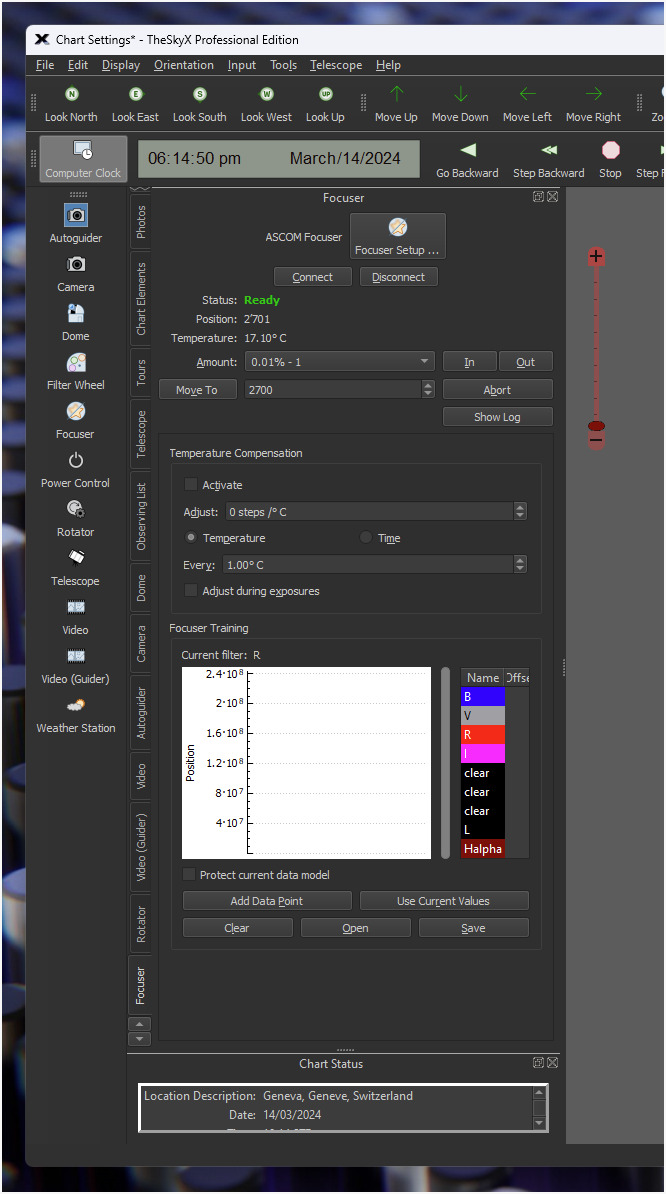 Chart Settings* - TheSkyX Professional Edition
File Edit Display Orientation Input Tools Telescope Help
N E S W UP
Look North Look East Look South Look West Look Up Move Up Move Down Move Left Move Right
Computer Clock 06:14:50 pm March/14/2024 Go Backward Step Backward Stop Step
Autoguider
Camera
Dome
Filter Wheel
Focuser
Power Control
Rotator
Telescope
Video
Video (Guider)
Weather Station
Photos
Chart Elements
Tours
Telescope
Observing List
Dome
Camera
Autoguider
Video
Video (Guider)
Rotator
Focuser
Focuser
ASCOM Focuser Focuser Setup ...
Connect Disconnect
Status: Ready
Position: 2'701
Temperature: 17.10° C
Amount: 0.01% - 1 In Out
Move To 2700 Abort
Show Log
Temperature Compensation
Activate
Adjust: 0 steps /° C
Temperature Time
Every: 1.00° C
Adjust during exposures
Focuser Training
Current filter: R
Position
2.4·10⁸
2·10⁸
1.6·10⁸
1.2·10⁸
8·10⁷
4·10⁷
Name
B
V
R
I
clear
clear
clear
L
Halpha
Protect current data model
Add Data Point Use Current Values
Clear Open Save
Chart Status
Location Description: Geneva, Geneve, Switzerland
Date: 14/03/2024